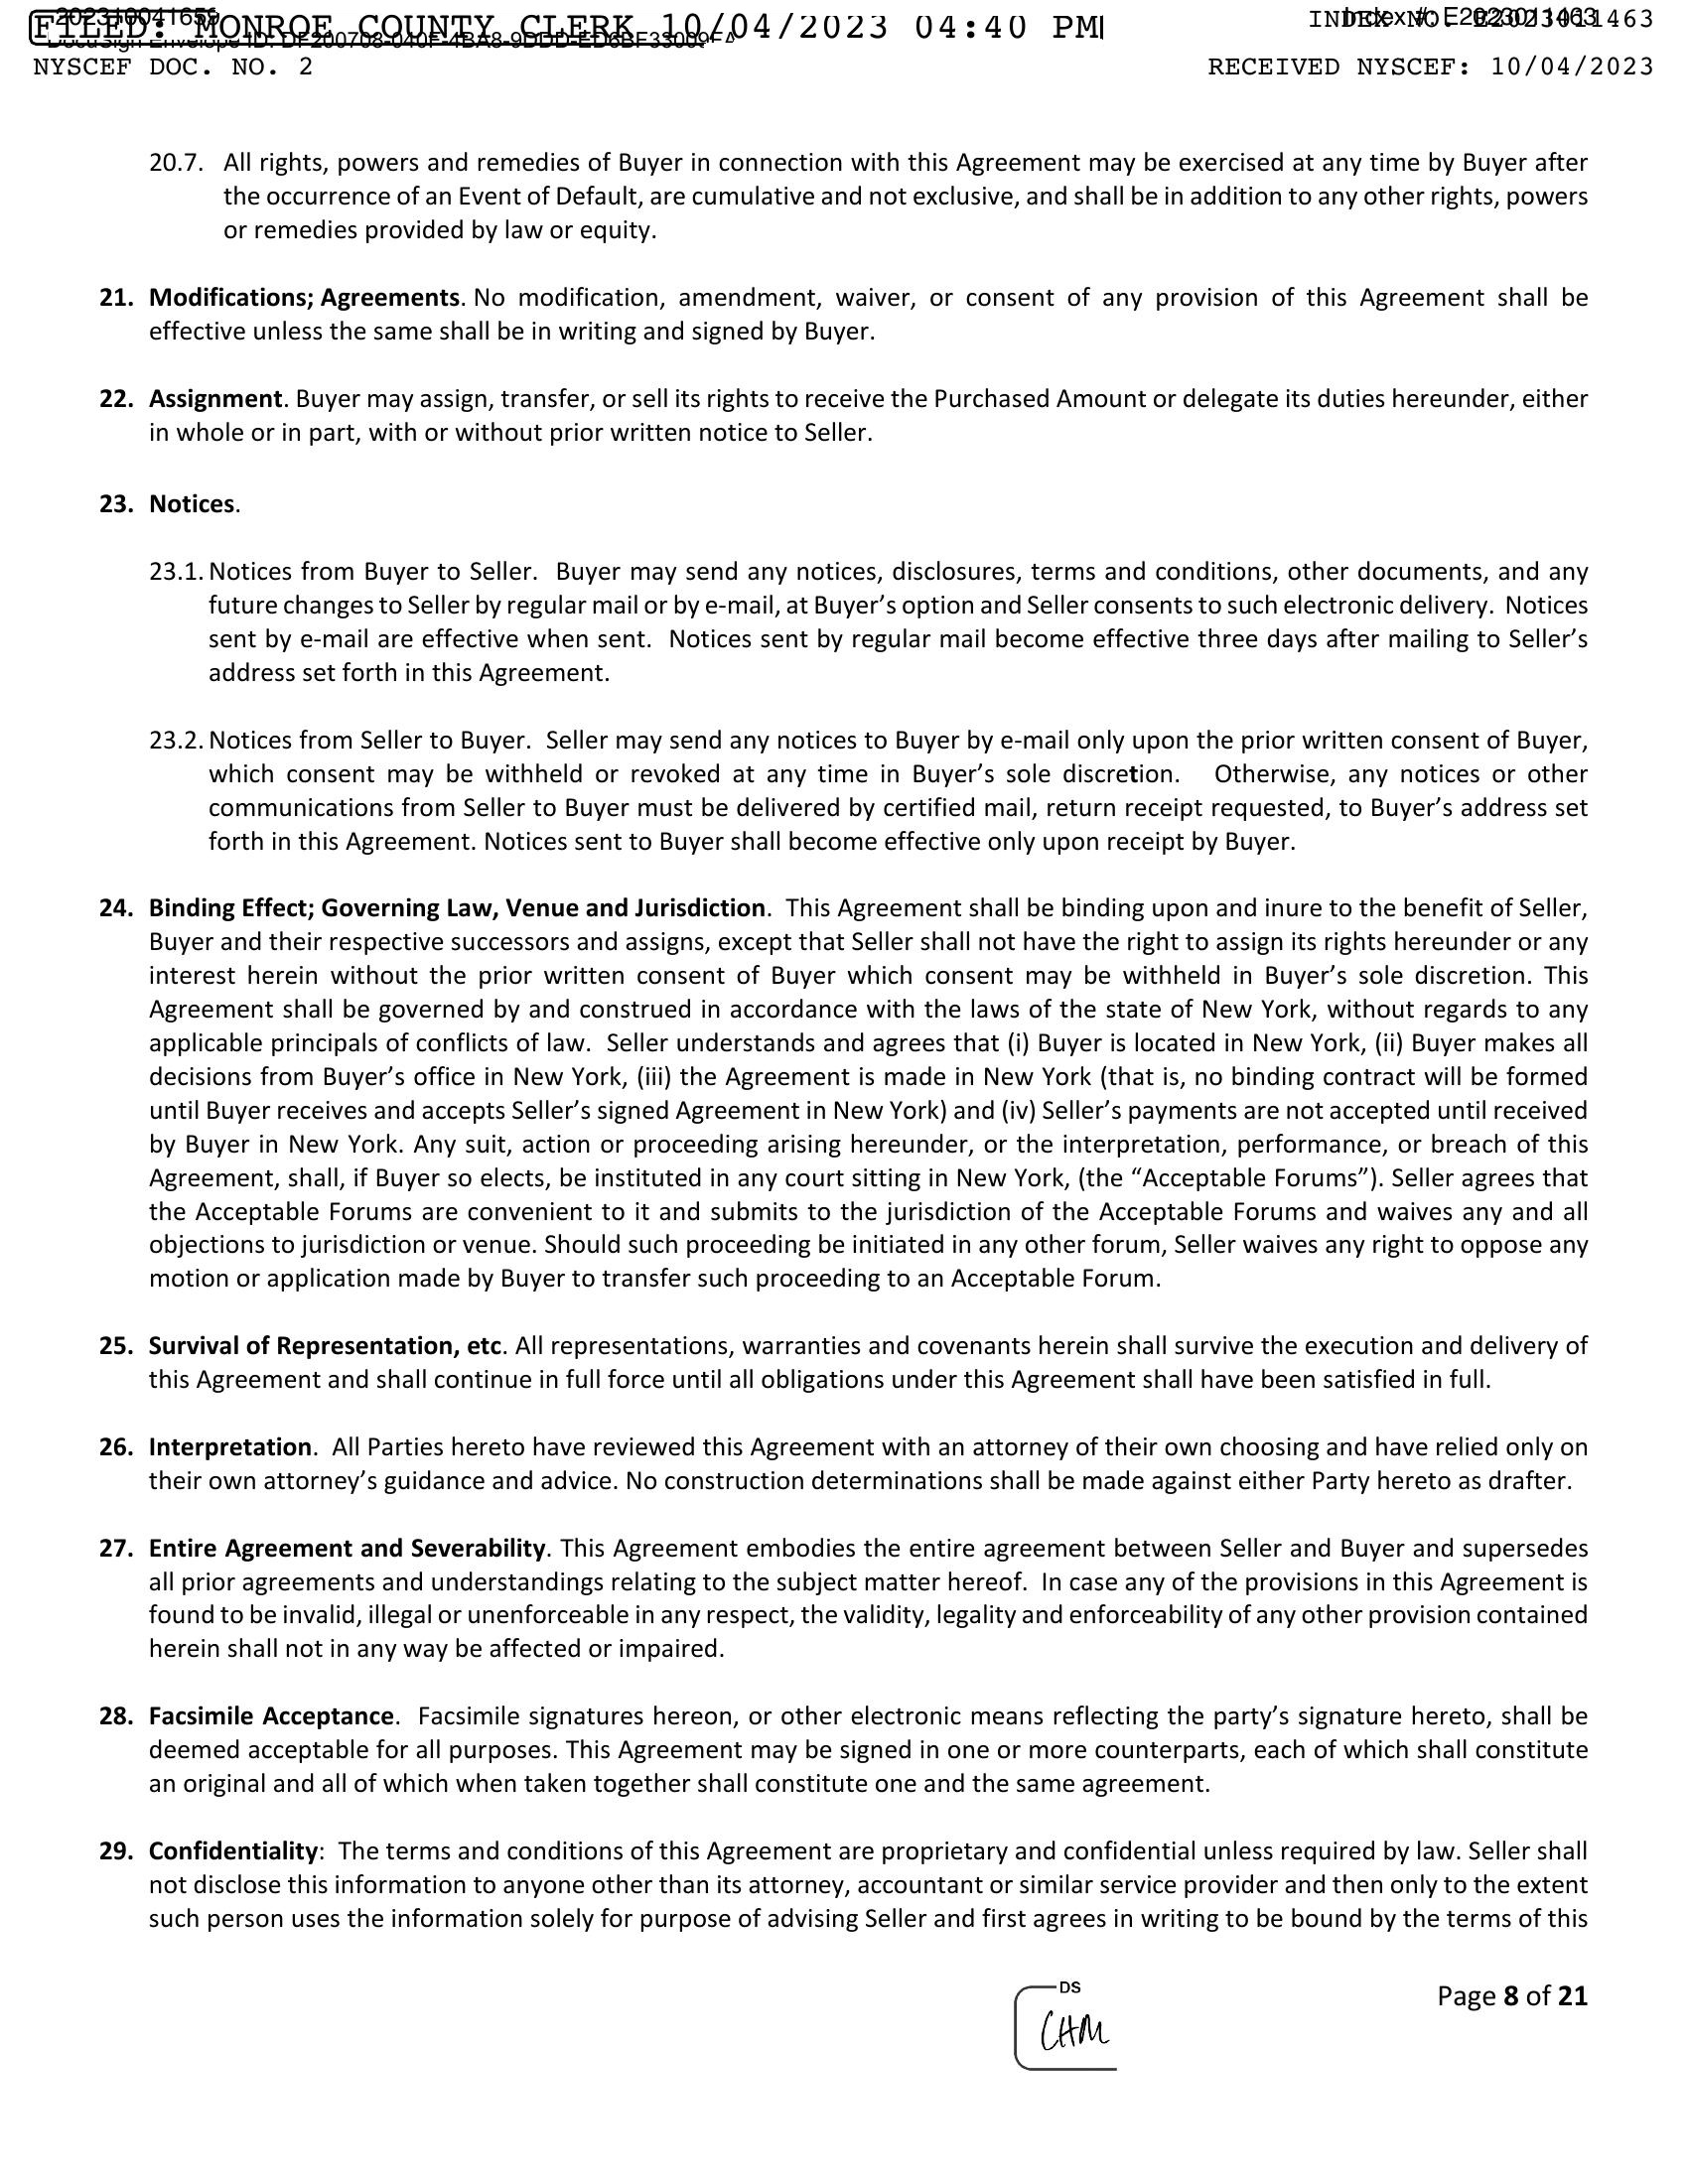 202310041659
FILED: MONROE COUNTY CLERK 10/04/2023 04:40 PM
INDEX NO. E2023011463
Index #: E2023011463
DocuSign Envelope ID:
NYSCEF DOC. NO. 2
RECEIVED NYSCEF: 10/04/2023
20.7. All rights, powers and remedies of Buyer in connection with this Agreement may be exercised at any time by Buyer after
the occurrence of an Event of Default, are cumulative and not exclusive, and shall be in addition to any other rights, powers
or remedies provided by law or equity.
21. Modifications; Agreements. No modification, amendment, waiver, or consent of any provision of this Agreement shall be
effective unless the same shall be in writing and signed by Buyer.
22. Assignment. Buyer may assign, transfer, or sell its rights to receive the Purchased Amount or delegate its duties hereunder, either
in whole or in part, with or without prior written notice to Seller.
23. Notices.
23.1. Notices from Buyer to Seller. Buyer may send any notices, disclosures, terms and conditions, other documents, and any
future changes to Seller by regular mail or by e-mail, at Buyer’s option and Seller consents to such electronic delivery. Notices
sent by e-mail are effective when sent. Notices sent by regular mail become effective three days after mailing to Seller’s
address set forth in this Agreement.
23.2. Notices from Seller to Buyer. Seller may send any notices to Buyer by e-mail only upon the prior written consent of Buyer,
which consent may be withheld or revoked at any time in Buyer’s sole discretion. Otherwise, any notices or other
communications from Seller to Buyer must be delivered by certified mail, return receipt requested, to Buyer’s address set
forth in this Agreement. Notices sent to Buyer shall become effective only upon receipt by Buyer.
24. Binding Effect; Governing Law, Venue and Jurisdiction. This Agreement shall be binding upon and inure to the benefit of Seller,
Buyer and their respective successors and assigns, except that Seller shall not have the right to assign its rights hereunder or any
interest herein without the prior written consent of Buyer which consent may be withheld in Buyer’s sole discretion. This
Agreement shall be governed by and construed in accordance with the laws of the state of New York, without regards to any
applicable principals of conflicts of law. Seller understands and agrees that (i) Buyer is located in New York, (ii) Buyer makes all
decisions from Buyer’s office in New York, (iii) the Agreement is made in New York (that is, no binding contract will be formed
until Buyer receives and accepts Seller’s signed Agreement in New York) and (iv) Seller’s payments are not accepted until received
by Buyer in New York. Any suit, action or proceeding arising hereunder, or the interpretation, performance, or breach of this
Agreement, shall, if Buyer so elects, be instituted in any court sitting in New York, (the “Acceptable Forums”). Seller agrees that
the Acceptable Forums are convenient to it and submits to the jurisdiction of the Acceptable Forums and waives any and all
objections to jurisdiction or venue. Should such proceeding be initiated in any other forum, Seller waives any right to oppose any
motion or application made by Buyer to transfer such proceeding to an Acceptable Forum.
25. Survival of Representation, etc. All representations, warranties and covenants herein shall survive the execution and delivery of
this Agreement and shall continue in full force until all obligations under this Agreement shall have been satisfied in full.
26. Interpretation. All Parties hereto have reviewed this Agreement with an attorney of their own choosing and have relied only on
their own attorney’s guidance and advice. No construction determinations shall be made against either Party hereto as drafter.
27. Entire Agreement and Severability. This Agreement embodies the entire agreement between Seller and Buyer and supersedes
all prior agreements and understandings relating to the subject matter hereof. In case any of the provisions in this Agreement is
found to be invalid, illegal or unenforceable in any respect, the validity, legality and enforceability of any other provision contained
herein shall not in any way be affected or impaired.
28. Facsimile Acceptance. Facsimile signatures hereon, or other electronic means reflecting the party’s signature hereto, shall be
deemed acceptable for all purposes. This Agreement may be signed in one or more counterparts, each of which shall constitute
an original and all of which when taken together shall constitute one and the same agreement.
29. Confidentiality: The terms and conditions of this Agreement are proprietary and confidential unless required by law. Seller shall
not disclose this information to anyone other than its attorney, accountant or similar service provider and then only to the extent
such person uses the information solely for purpose of advising Seller and first agrees in writing to be bound by the terms of this
DS
CHM
Page 8 of 21